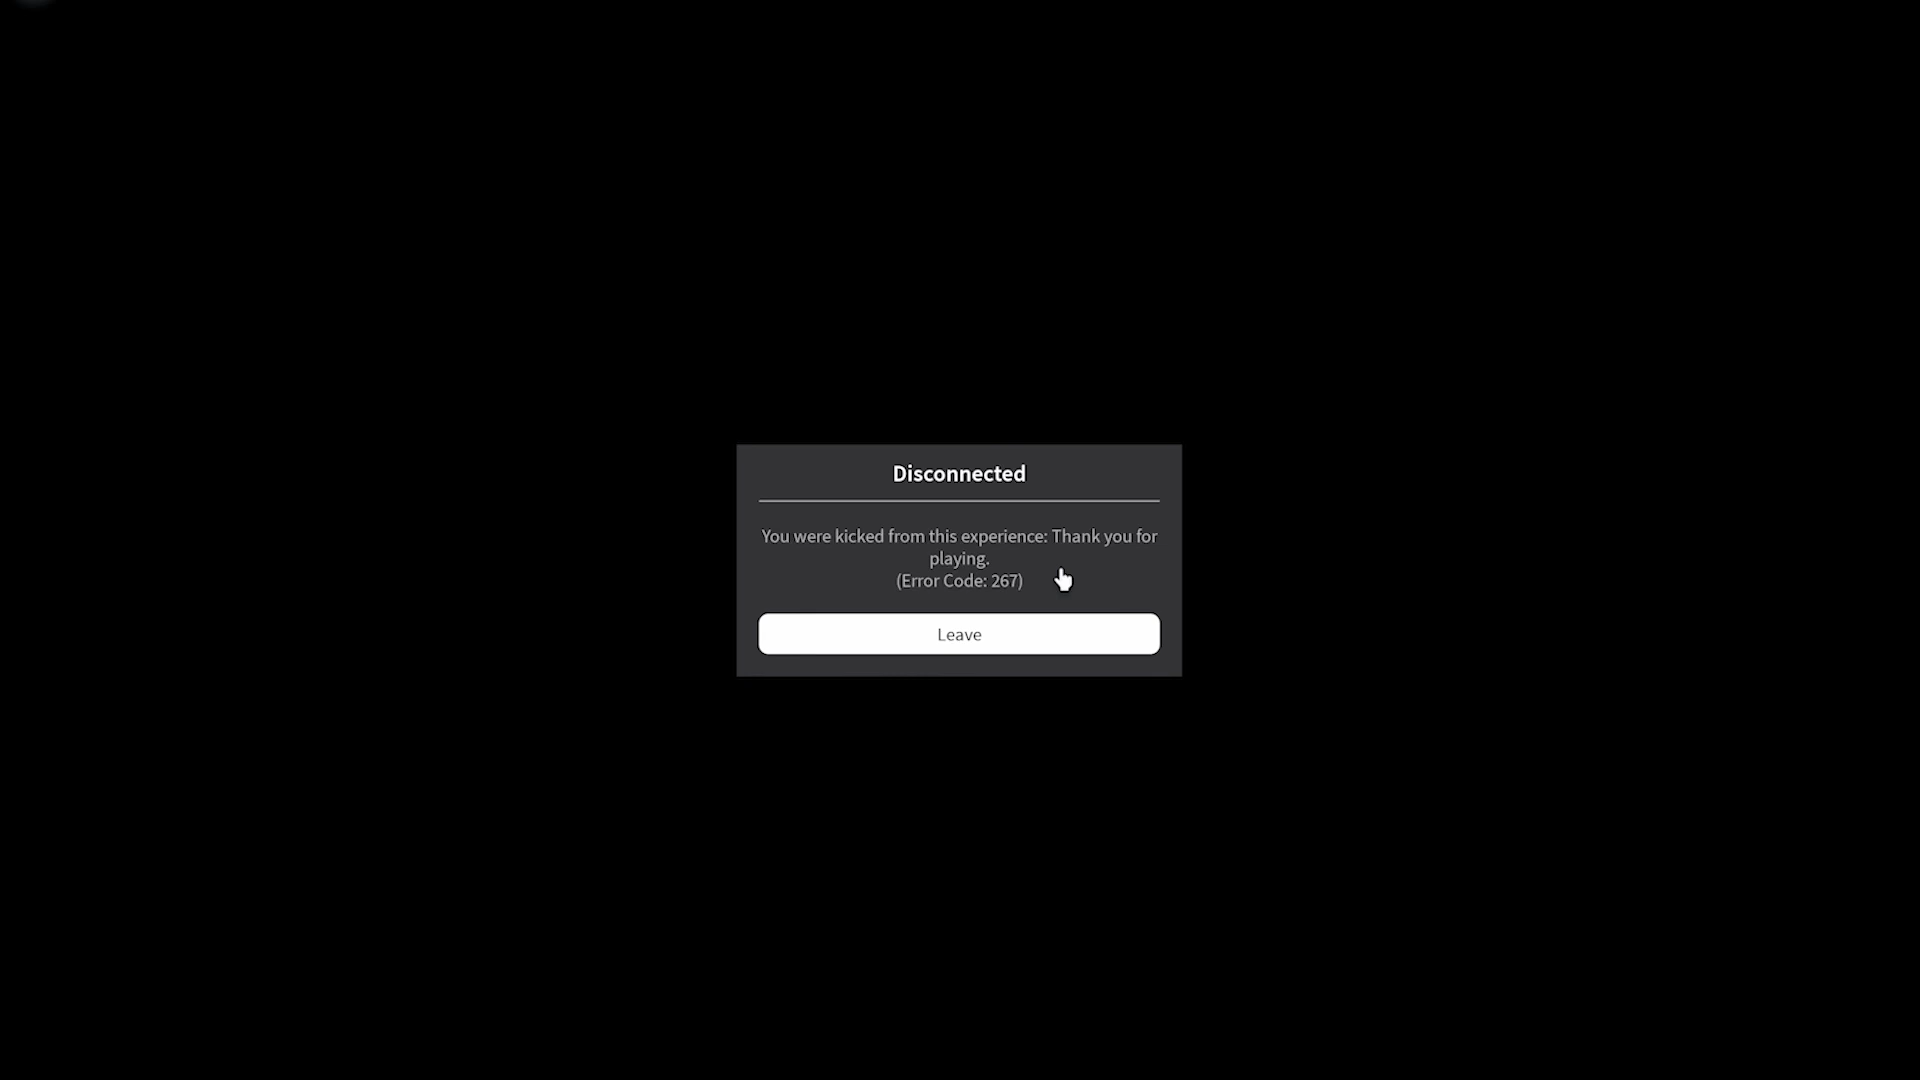 Disconnected
You were kicked from this experience: Thank you for
playing.
(Error Code: 267)
Leave